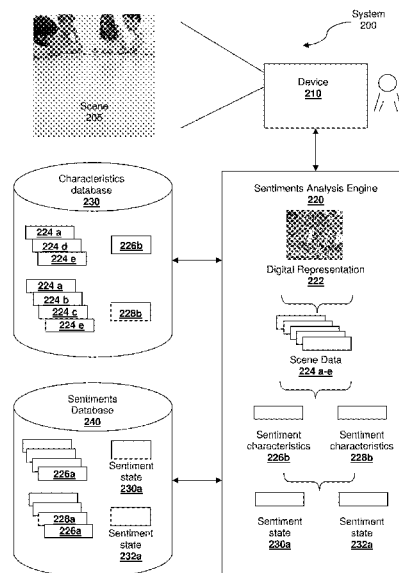 System
200
Scene
205
Device
210
Characteristics
database
230
224 a
224 d
224 e
226b
224 a
224 b
224 c
224 e
228b
Sentiments Analysis Engine
220
Digital Representation
222
Scene Data
224 a-e
Sentiment
characteristics
226b
Sentiment
characteristics
228b
Sentiment
state
230a
Sentiment
state
232a
Sentiments
Database
240
226a
Sentiment
state
230a
228a
226a
Sentiment
state
232a